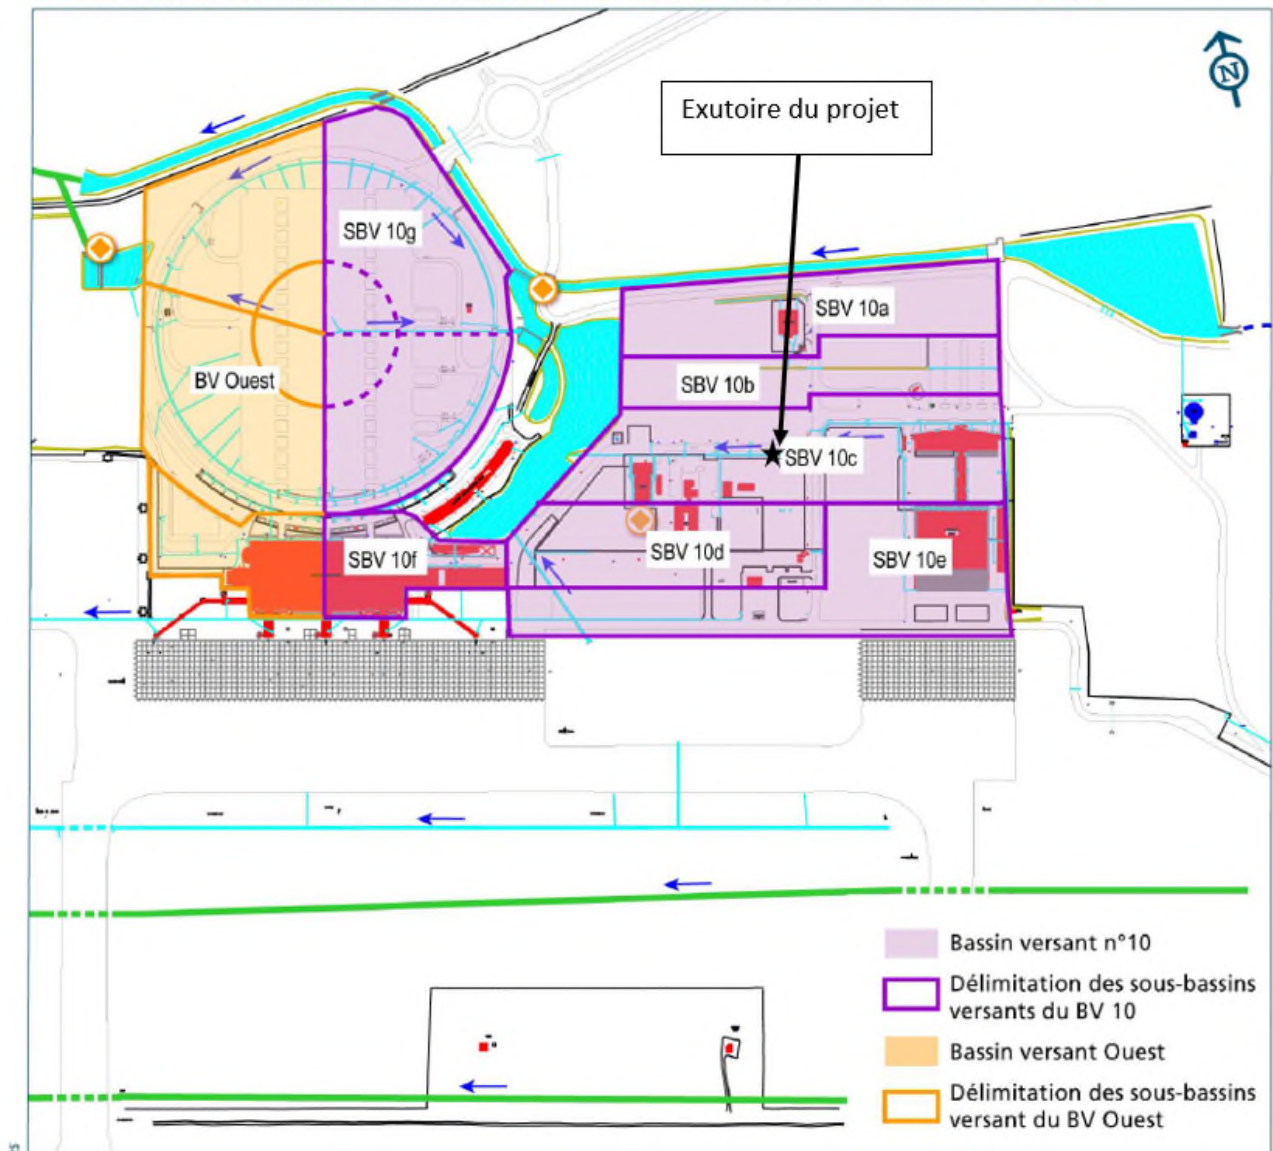 N
Exutoire du projet
SBV 10g
SBV 10a
BV Ouest
SBV 10b
SBV 10c
SBV 10f
SBV 10d
SBV 10e
Bassin versant n°10
Délimitation des sous-bassins
versants du BV 10
Bassin versant Ouest
Délimitation des sous-bassins
versant du BV Ouest